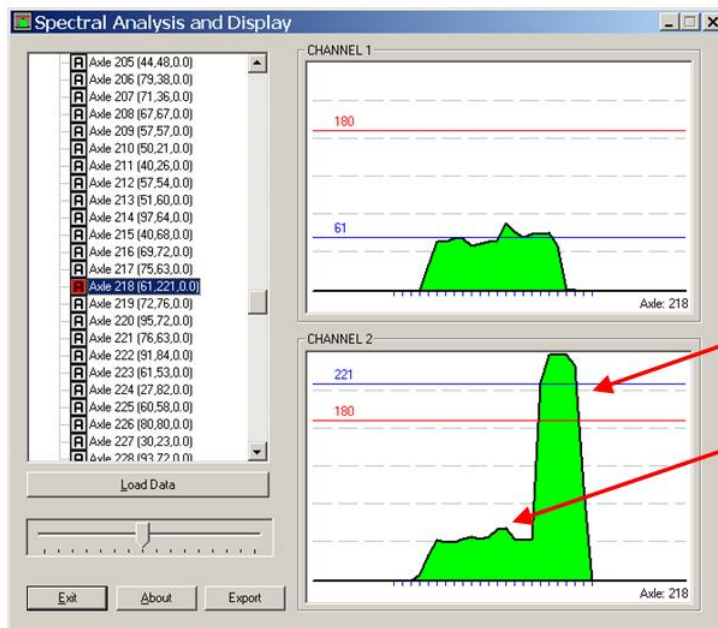 Spectral Analysis and Display
Axle 205 (44,48,0.0)
Axle 206 (79,38,0.0)
Axle 207 (71,36,0.0)
Axle 208 (67,67,0.0)
Axle 209 (57,57,0.0)
Axle 210 (50,21,0.0)
Axle 211 (40,26,0.0)
Axle 212 (57,54,0.0)
Axle 213 (51,60,0.0)
Axle 214 (97,64,0.0)
Axle 215 (40,68,0.0)
Axle 216 (69,72,0.0)
Axle 217 (75,63,0.0)
Axle 218 (61,221,0.0)
Axle 219 (72,76,0.0)
Axle 220 (95,72,0.0)
Axle 221 (76,63,0.0)
Axle 222 (91,84,0.0)
Axle 223 (61,53,0.0)
Axle 224 (27,82,0.0)
Axle 225 (60,58,0.0)
Axle 226 (80,80,0.0)
Axle 227 (30,23,0.0)
Axle 228 (93,72,0.0)
Load Data
Exit
About
Export
CHANNEL 1
180
61
Axle: 218
CHANNEL 2
221
180
Axle: 218